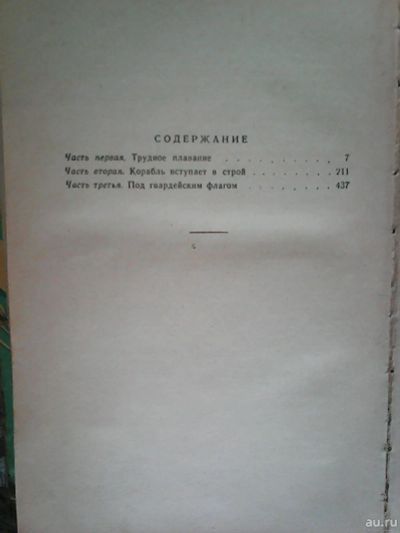 СОДЕРЖАНИЕ
Часть первая. Трудное плавание . . . . . . . . . . 7
Часть вторая. Корабль вступает в строй . . . . . . . . 211
Часть третья. Под гвардейским флагом . . . . . . . . 437
au.ru